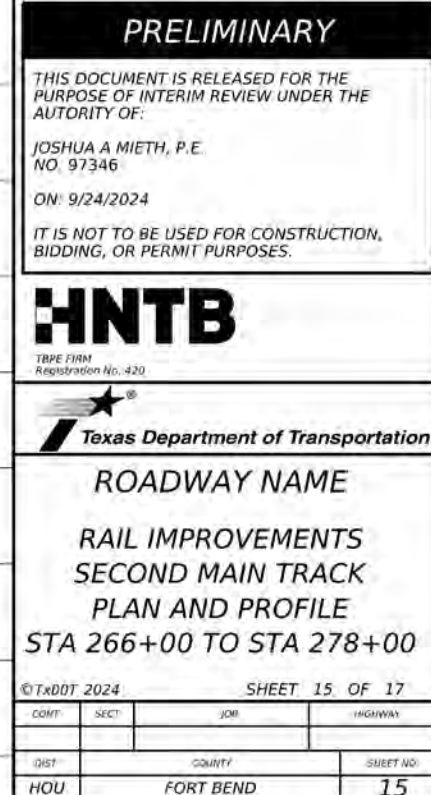 PRELIMINARY
THIS DOCUMENT IS RELEASED FOR THE
PURPOSE OF INTERIM REVIEW UNDER THE
AUTORITY OF:
JOSHUA A MIETH, P.E.
NO. 97346
ON: 9/24/2024
IT IS NOT TO BE USED FOR CONSTRUCTION,
BIDDING, OR PERMIT PURPOSES.
HNTB
TBPE FIRM
Registration No. 420
®
Texas Department of Transportation
ROADWAY NAME
RAIL IMPROVEMENTS
SECOND MAIN TRACK
PLAN AND PROFILE
STA 266+00 TO STA 278+00
©TxDOT 2024 SHEET 15 OF 17
CONT SECT JOB HIGHWAY
DIST COUNTY SHEET NO.
HOU FORT BEND 15